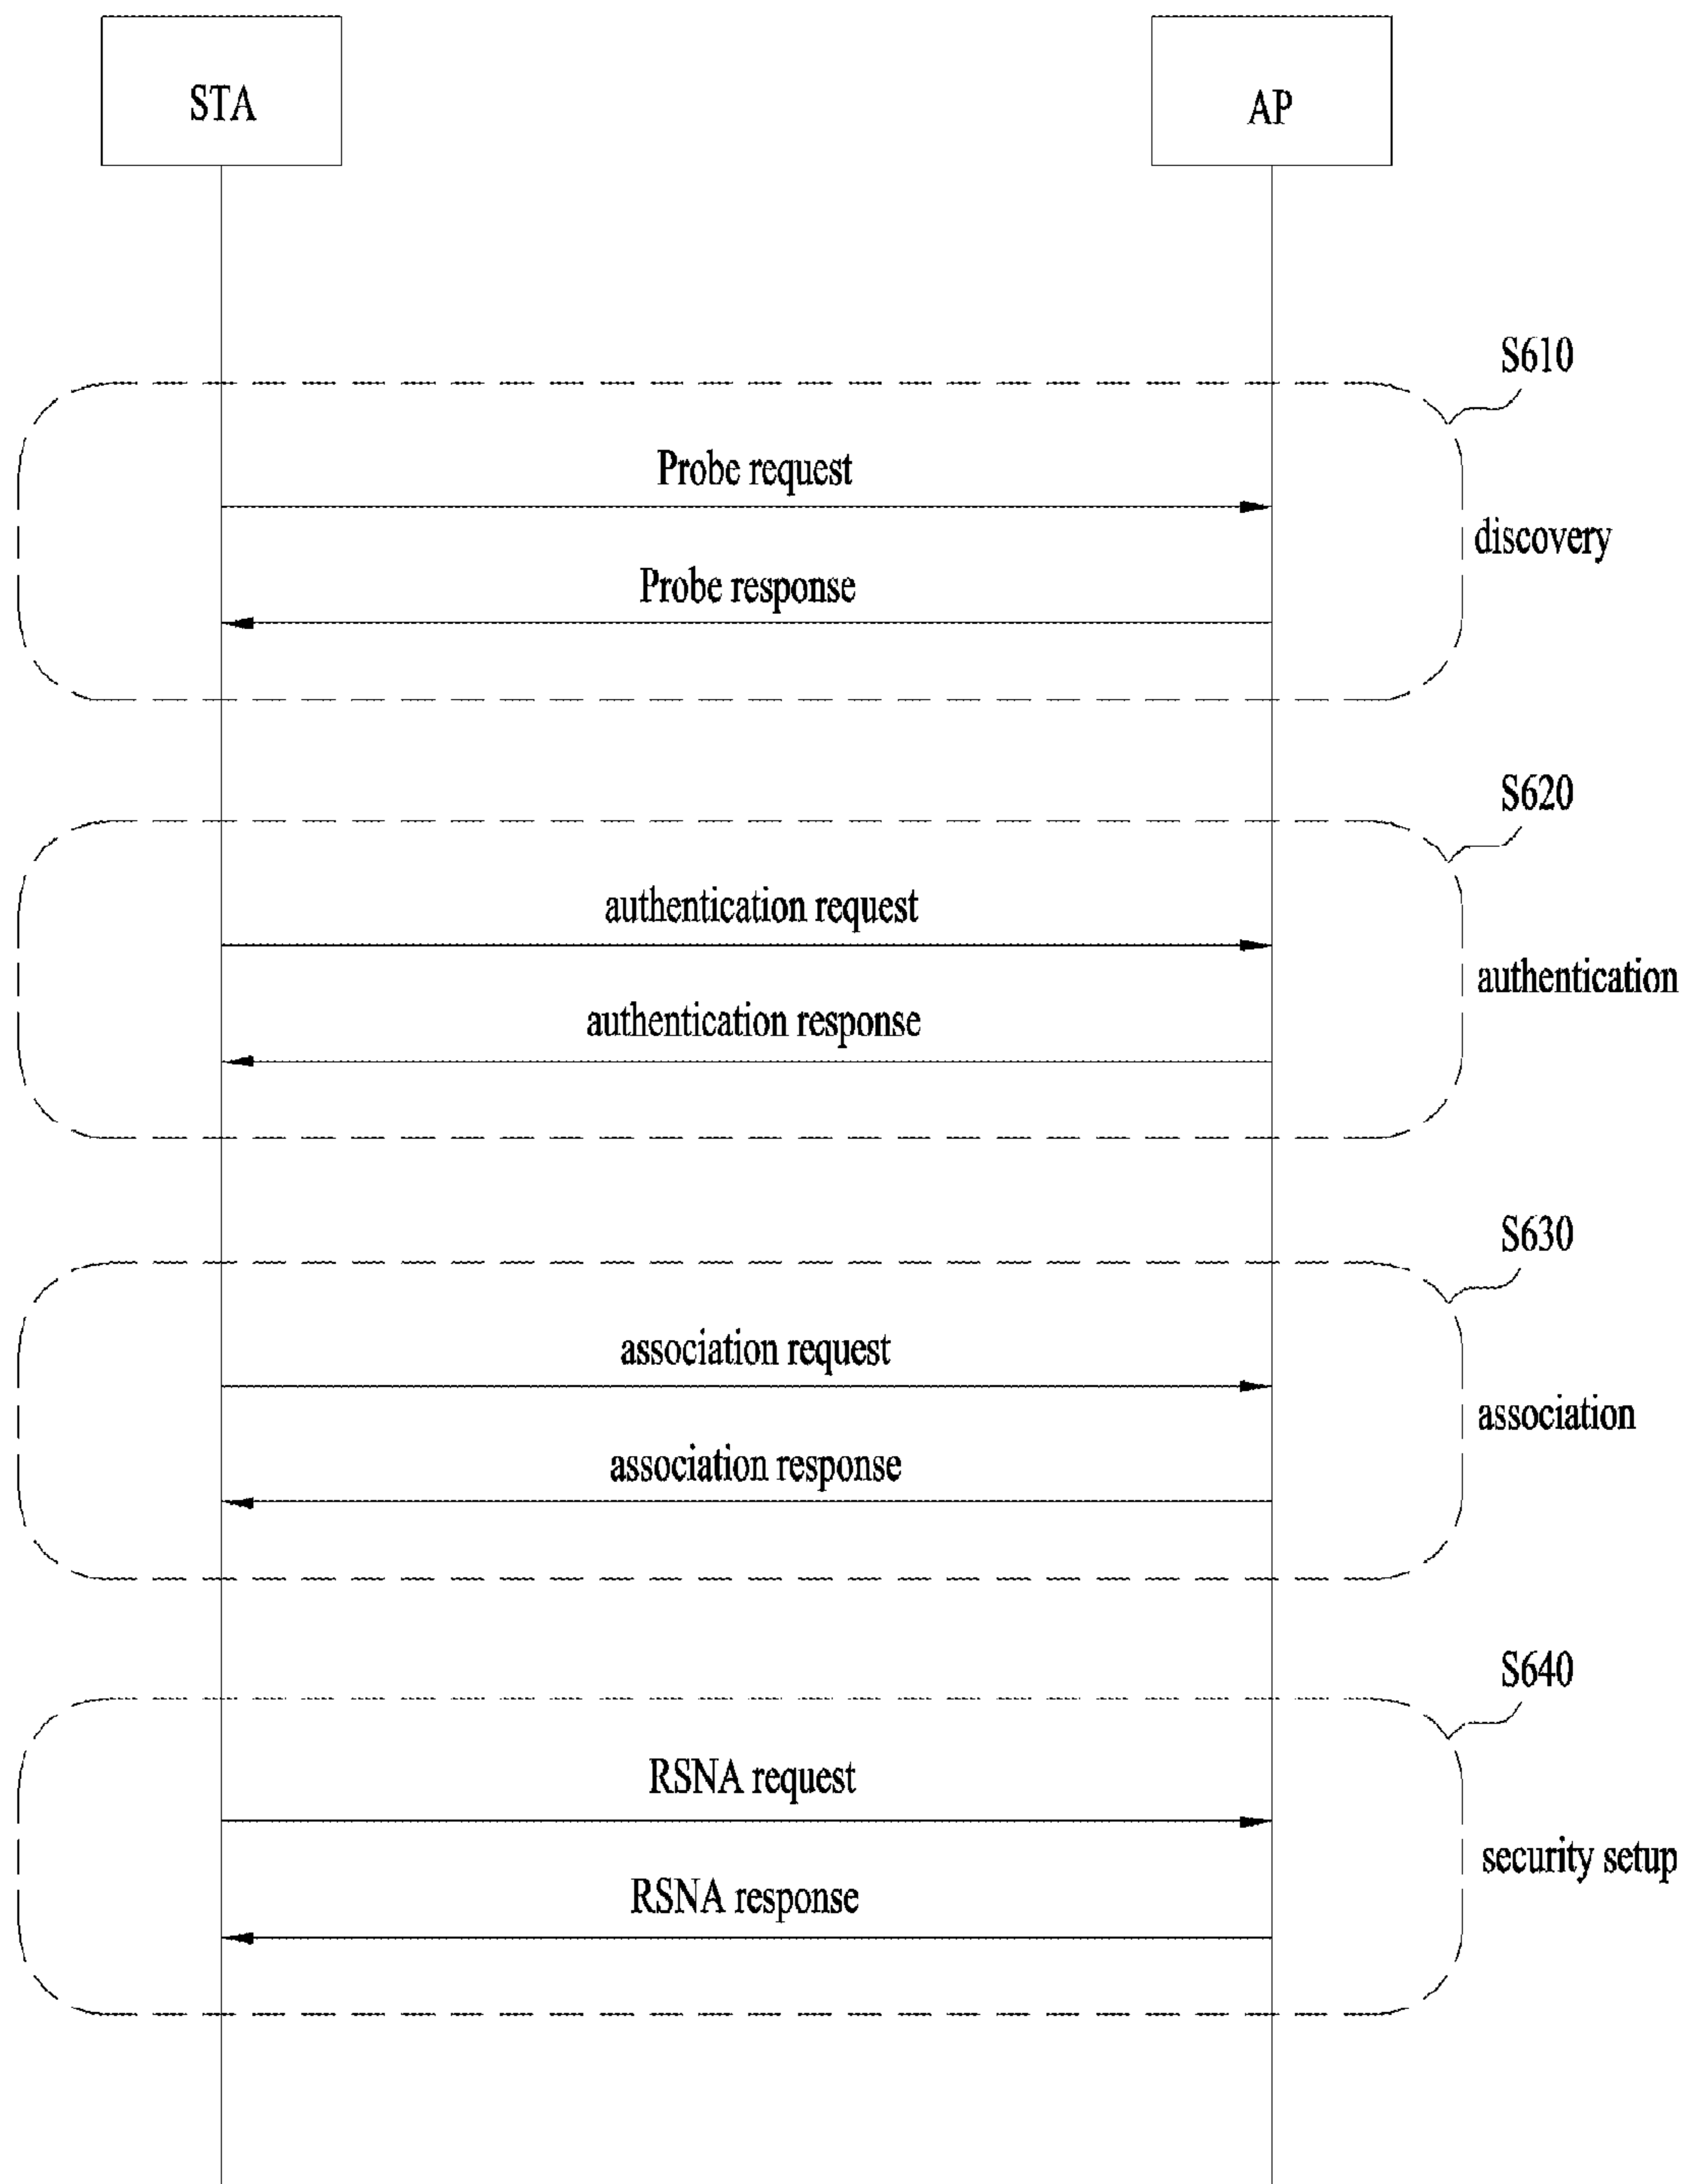 STA
AP
S610
Probe request
discovery
Probe response
S620
authentication request
authentication
authentication response
S630
association request
association
association response
S640
RSNA request
security setup
RSNA response